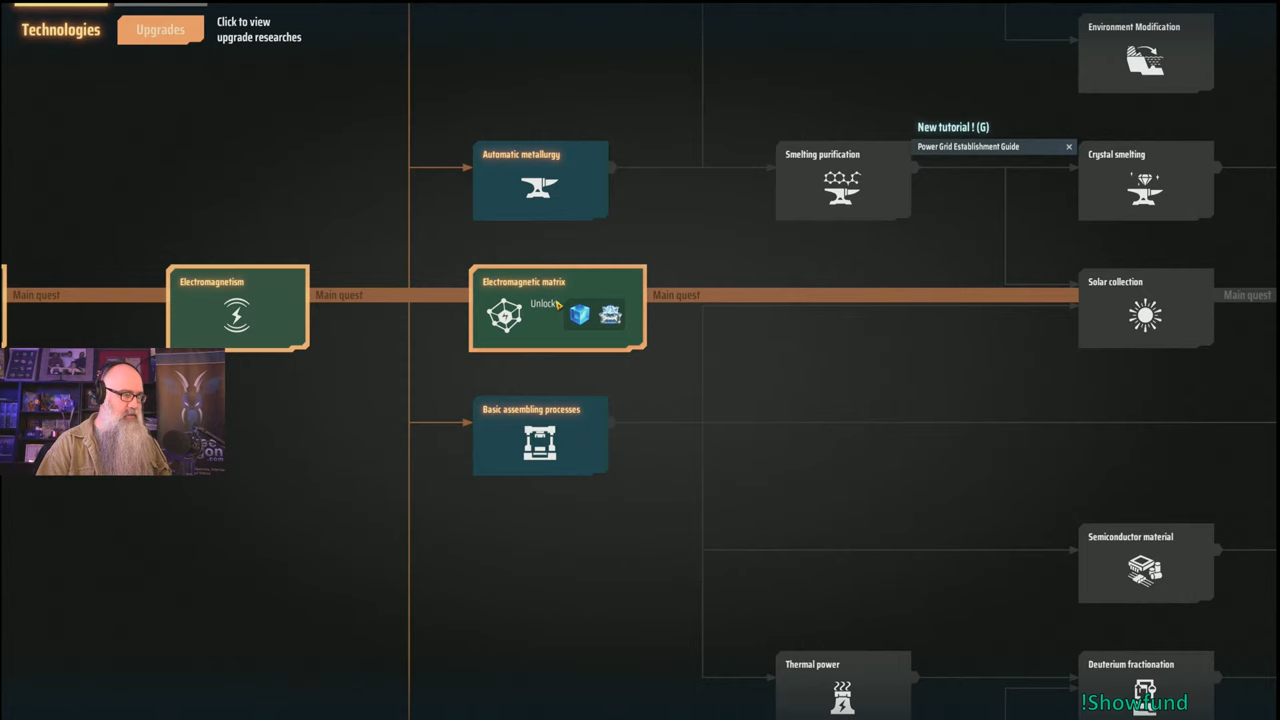 Technologies
Upgrades
Click to view
upgrade researches
Environment Modification
New tutorial ! (G)
Power Grid Establishment Guide
Automatic metallurgy
Smelting purification
Crystal smelting
Electromagnetism
Electromagnetic matrix
Solar collection
Main quest
Main quest
Unlock
Main quest
Main quest
Basic assembling processes
Semiconductor material
Thermal power
Deuterium fractionation
!Showfund